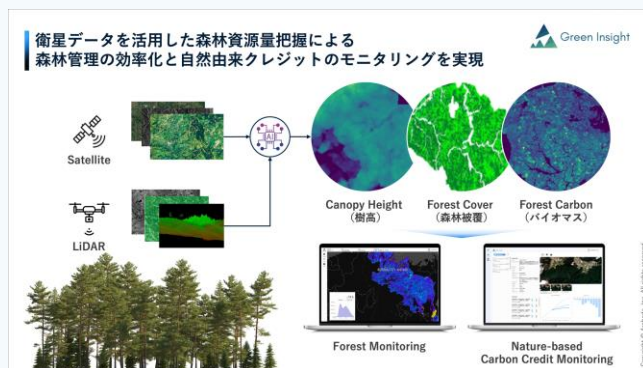 衛星データを活用した森林資源量把握による
森林管理の効率化と自然由来クレジットのモニタリングを実現
Green Insight
Satellite
AI
LiDAR
Canopy Height
（樹高）
Forest Cover
（森林被覆）
Forest Carbon
（バイオマス）
Forest Monitoring
Nature-based
Carbon Credit Monitoring